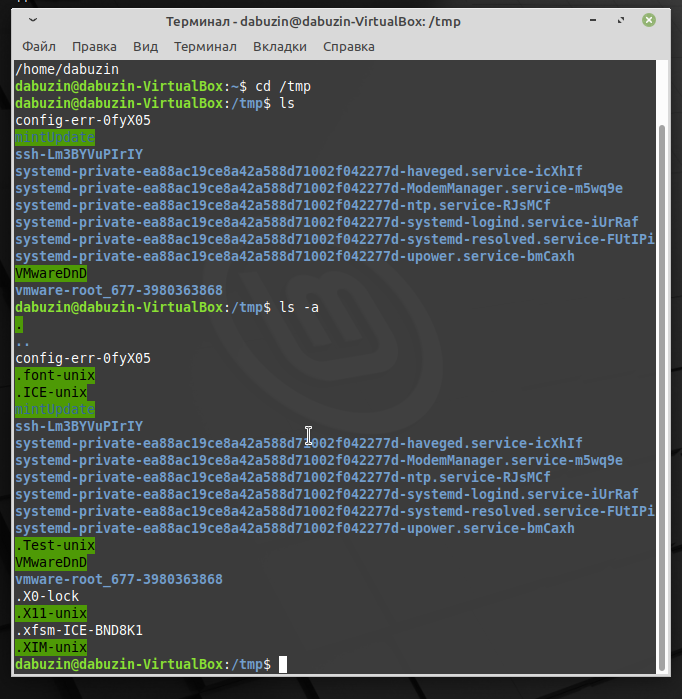 Терминал - dabuzin@dabuzin-VirtualBox: /tmp
Файл Правка Вид Терминал Вкладки Справка
/home/dabuzin
dabuzin@dabuzin-VirtualBox:~$ cd /tmp
dabuzin@dabuzin-VirtualBox:/tmp$ ls
config-err-0fyX05
mintUpdate
ssh-Lm3BYVuPIrIY
systemd-private-ea88ac19ce8a42a588d71002f042277d-haveged.service-icXhIf
systemd-private-ea88ac19ce8a42a588d71002f042277d-ModemManager.service-m5wq9e
systemd-private-ea88ac19ce8a42a588d71002f042277d-ntp.service-RJsMCf
systemd-private-ea88ac19ce8a42a588d71002f042277d-systemd-logind.service-iUrRaf
systemd-private-ea88ac19ce8a42a588d71002f042277d-systemd-resolved.service-FUtIPi
systemd-private-ea88ac19ce8a42a588d71002f042277d-upower.service-bmCaxh
VMwareDnD
vmware-root_677-3980363868
dabuzin@dabuzin-VirtualBox:/tmp$ ls -a
.
..
config-err-0fyX05
.font-unix
.ICE-unix
mintUpdate
ssh-Lm3BYVuPIrIY
systemd-private-ea88ac19ce8a42a588d71002f042277d-haveged.service-icXhIf
systemd-private-ea88ac19ce8a42a588d71002f042277d-ModemManager.service-m5wq9e
systemd-private-ea88ac19ce8a42a588d71002f042277d-ntp.service-RJsMCf
systemd-private-ea88ac19ce8a42a588d71002f042277d-systemd-logind.service-iUrRaf
systemd-private-ea88ac19ce8a42a588d71002f042277d-systemd-resolved.service-FUtIPi
systemd-private-ea88ac19ce8a42a588d71002f042277d-upower.service-bmCaxh
.Test-unix
VMwareDnD
vmware-root_677-3980363868
.X0-lock
.X11-unix
.xfsm-ICE-BND8K1
.XIM-unix
dabuzin@dabuzin-VirtualBox:/tmp$